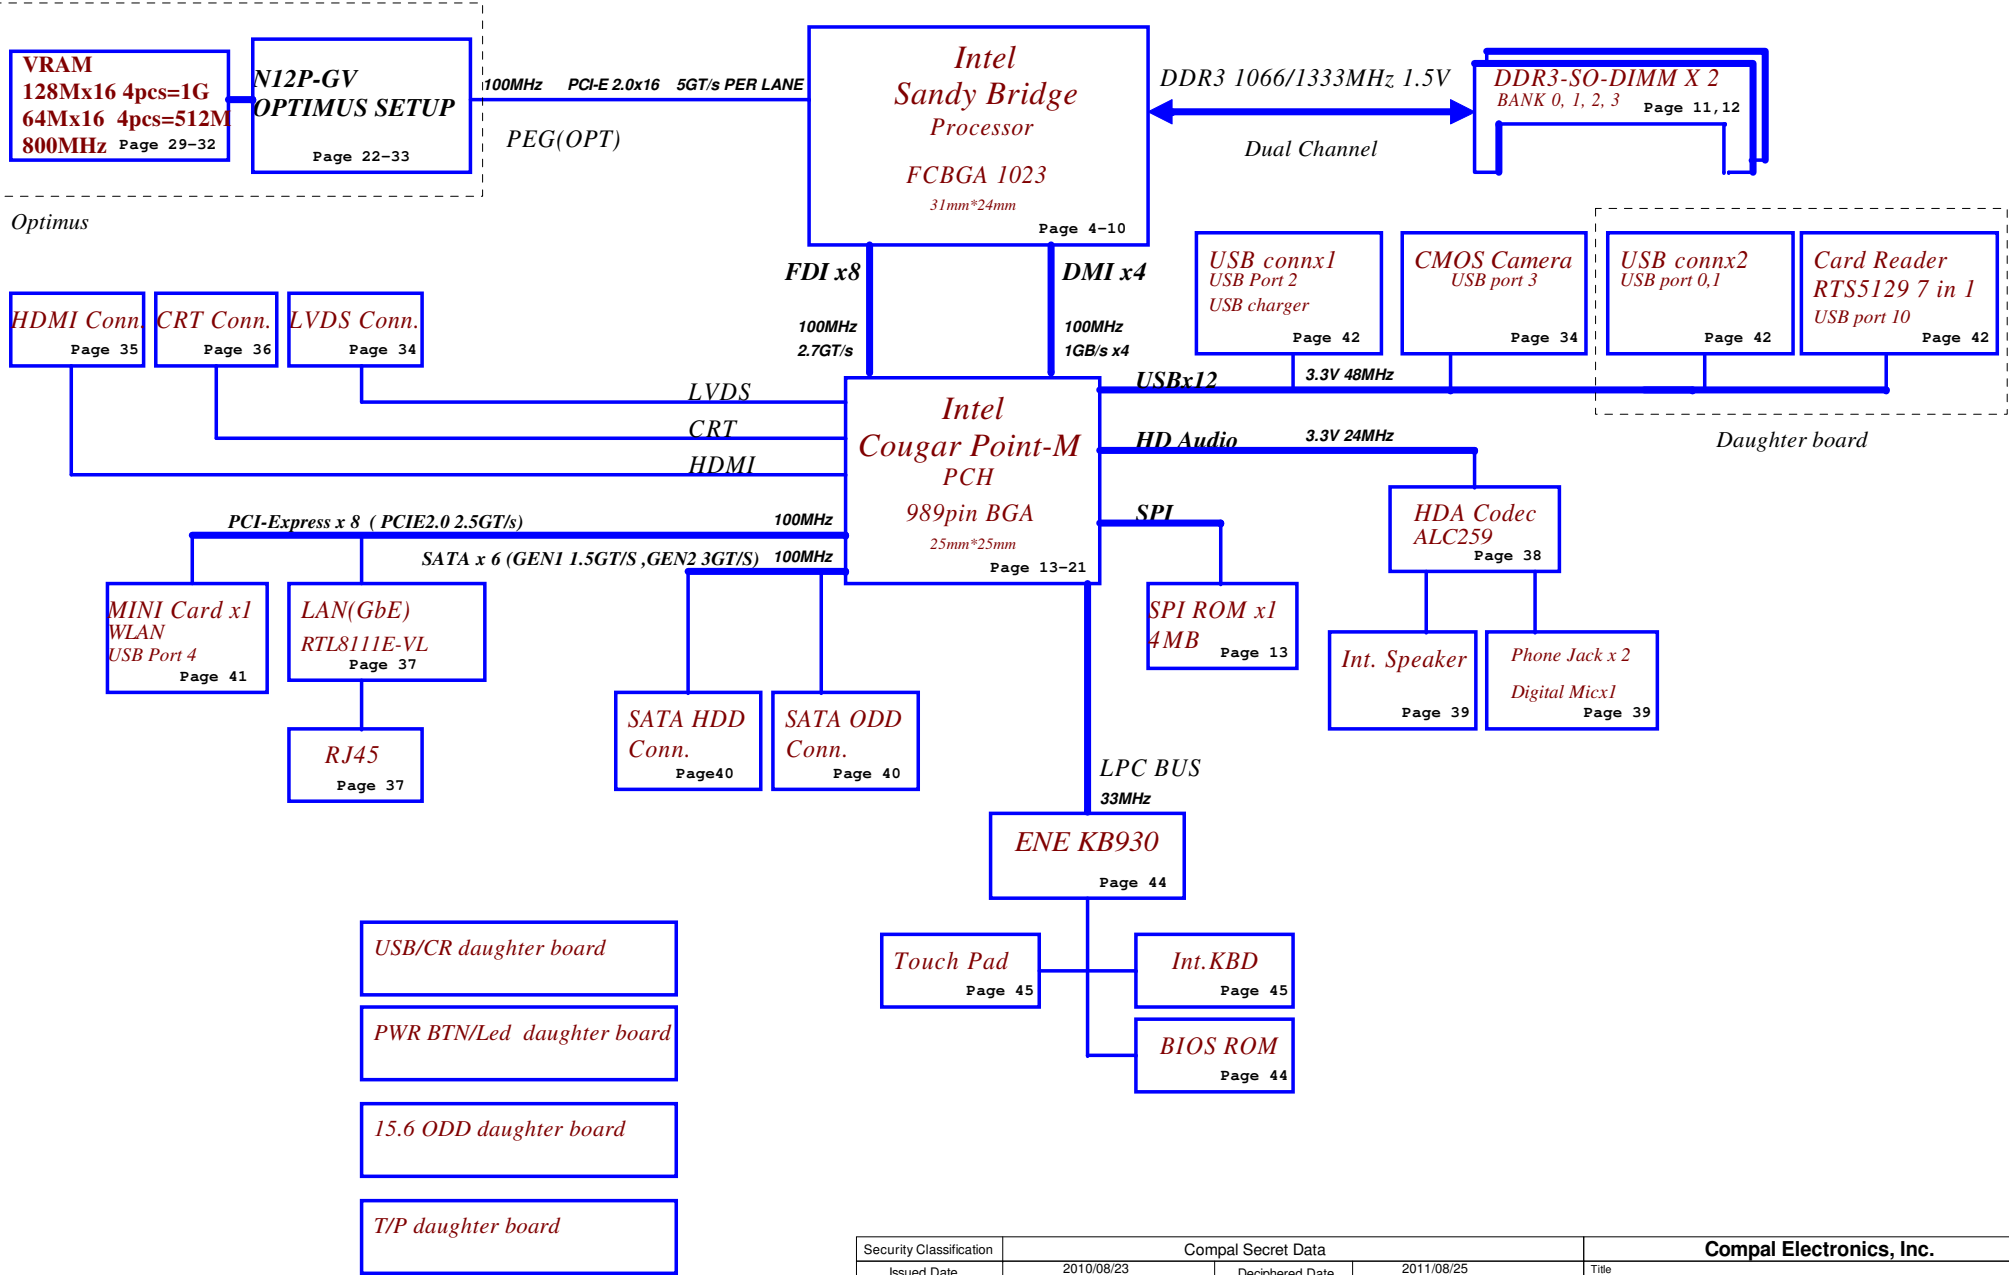 VRAM
128Mx16 4pcs=1G
64Mx16 4pcs=512M
800MHz Page 29-32
N12P-GV
OPTIMUS SETUP
Page 22-33
Optimus
100MHz PCI-E 2.0x16 5GT/s PER LANE
PEG(OPT)
Intel
Sandy Bridge
Processor
FCBGA 1023
31mm*24mm
Page 4-10
DDR3 1066/1333MHz 1.5V
Dual Channel
DDR3-SO-DIMM X 2
BANK 0, 1, 2, 3 Page 11,12
FDI x8
100MHz
2.7GT/s
DMI x4
100MHz
1GB/s x4
USB connx1
USB Port 2
USB charger
Page 42
CMOS Camera
USB port 3
Page 34
USB connx2
USB port 0,1
Page 42
Card Reader
RTS5129 7 in 1
USB port 10
Page 42
Daughter board
HDMI Conn.
Page 35
CRT Conn.
Page 36
LVDS Conn.
Page 34
LVDS
CRT
HDMI
Intel
Cougar Point-M
PCH
989pin BGA
25mm*25mm
Page 13-21
USBx12 3.3V 48MHz
HD Audio 3.3V 24MHz
SPI
PCI-Express x 8 ( PCIE2.0 2.5GT/s) 100MHz
SATA x 6 (GEN1 1.5GT/S ,GEN2 3GT/S) 100MHz
HDA Codec
ALC259
Page 38
MINI Card x1
WLAN
USB Port 4
Page 41
LAN(GbE)
RTL8111E-VL
Page 37
RJ45
Page 37
SATA HDD
Conn.
Page40
SATA ODD
Conn.
Page 40
SPI ROM x1
4MB Page 13
Int. Speaker
Page 39
Phone Jack x 2
Digital Micx1
Page 39
LPC BUS
33MHz
ENE KB930
Page 44
Touch Pad
Page 45
Int.KBD
Page 45
BIOS ROM
Page 44
USB/CR daughter board
PWR BTN/Led daughter board
15.6 ODD daughter board
T/P daughter board
Security Classification Compal Secret Data Compal Electronics, Inc.
Issued Date 2010/08/23 Deciphered Date 2011/08/25 Title